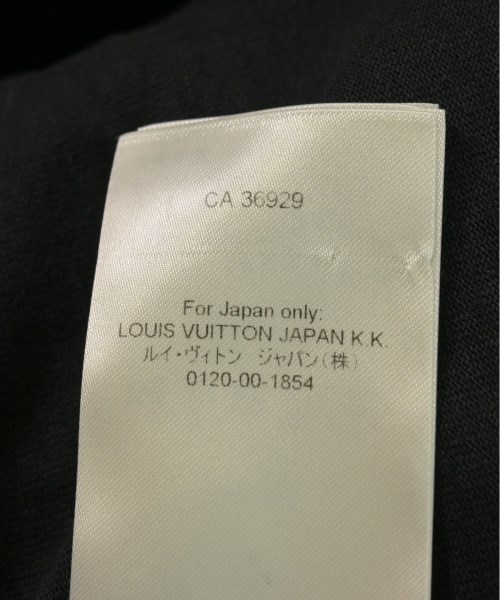 CA 36929
For Japan only:
LOUIS VUITTON JAPAN K.K.
ルイ・ヴィトン　ジャパン(株)
0120-00-1854